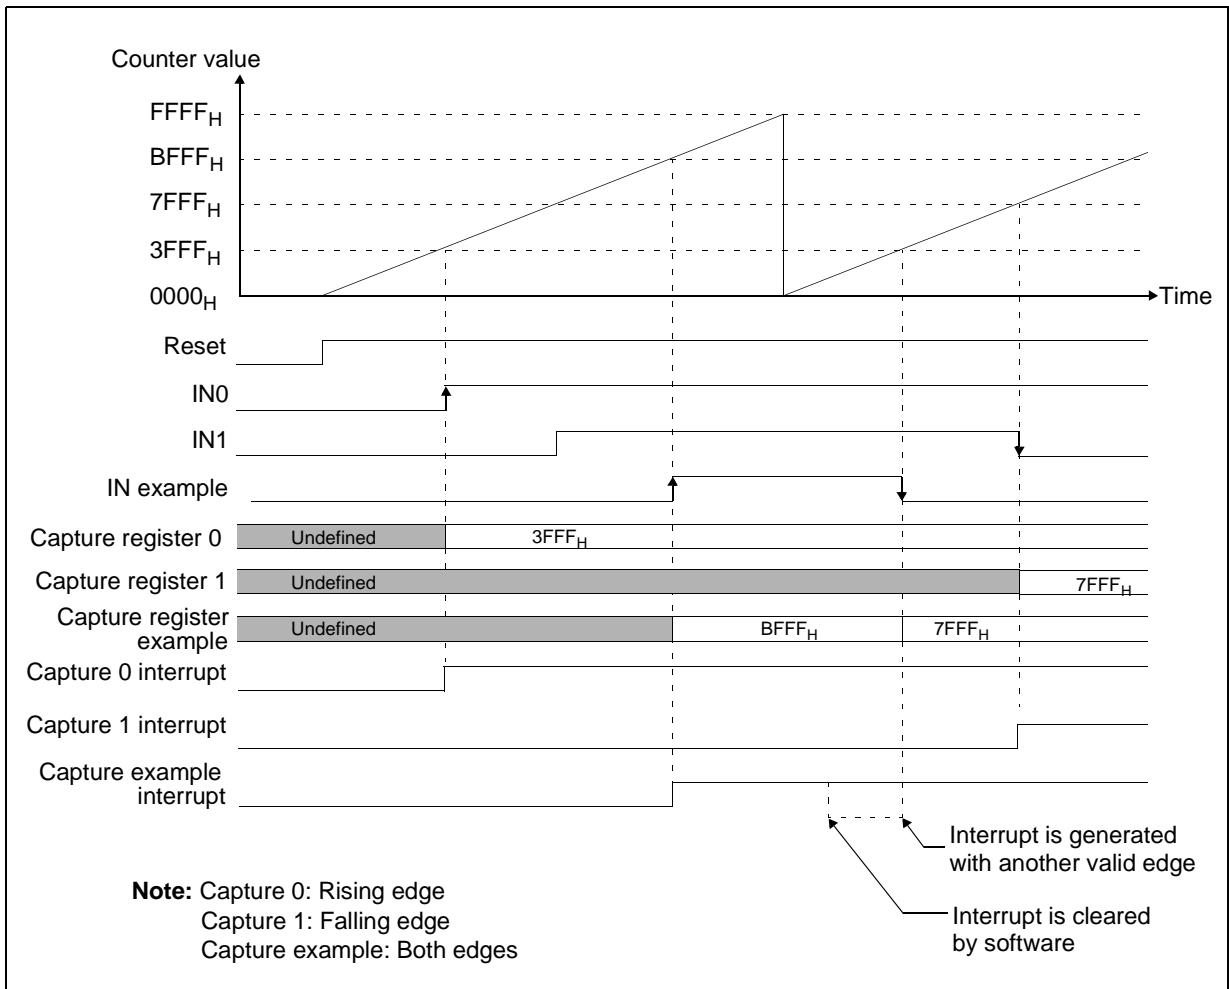 Counter value
FFFFH
BFFFH
7FFFH
3FFFH
0000H
Time
Reset
IN0
IN1
IN example
Capture register 0
Undefined
3FFFH
Capture register 1
Undefined
7FFFH
Capture register
example
Undefined
BFFFH
7FFFH
Capture 0 interrupt
Capture 1 interrupt
Capture example
interrupt
Interrupt is generated
with another valid edge
Interrupt is cleared
by software
Note: Capture 0: Rising edge
Capture 1: Falling edge
Capture example: Both edges